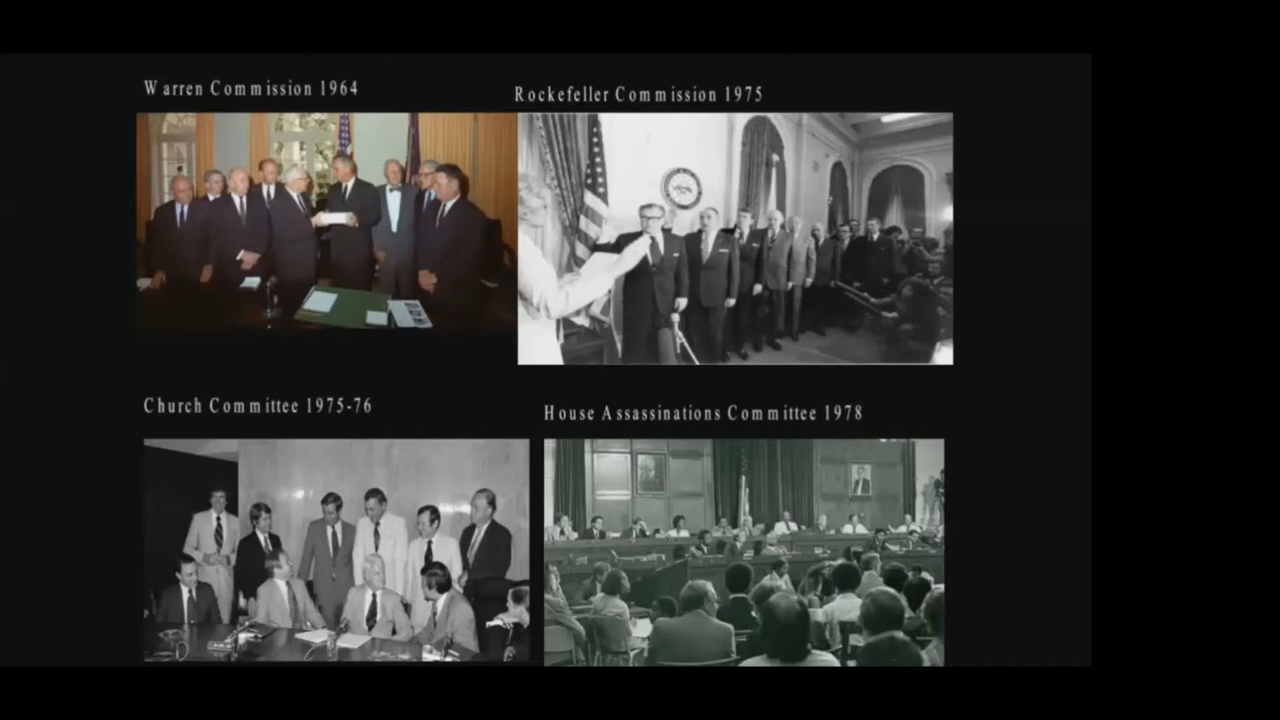 Warren Commission 1964
Rockefeller Commission 1975
Church Committee 1975-76
House Assassinations Committee 1978